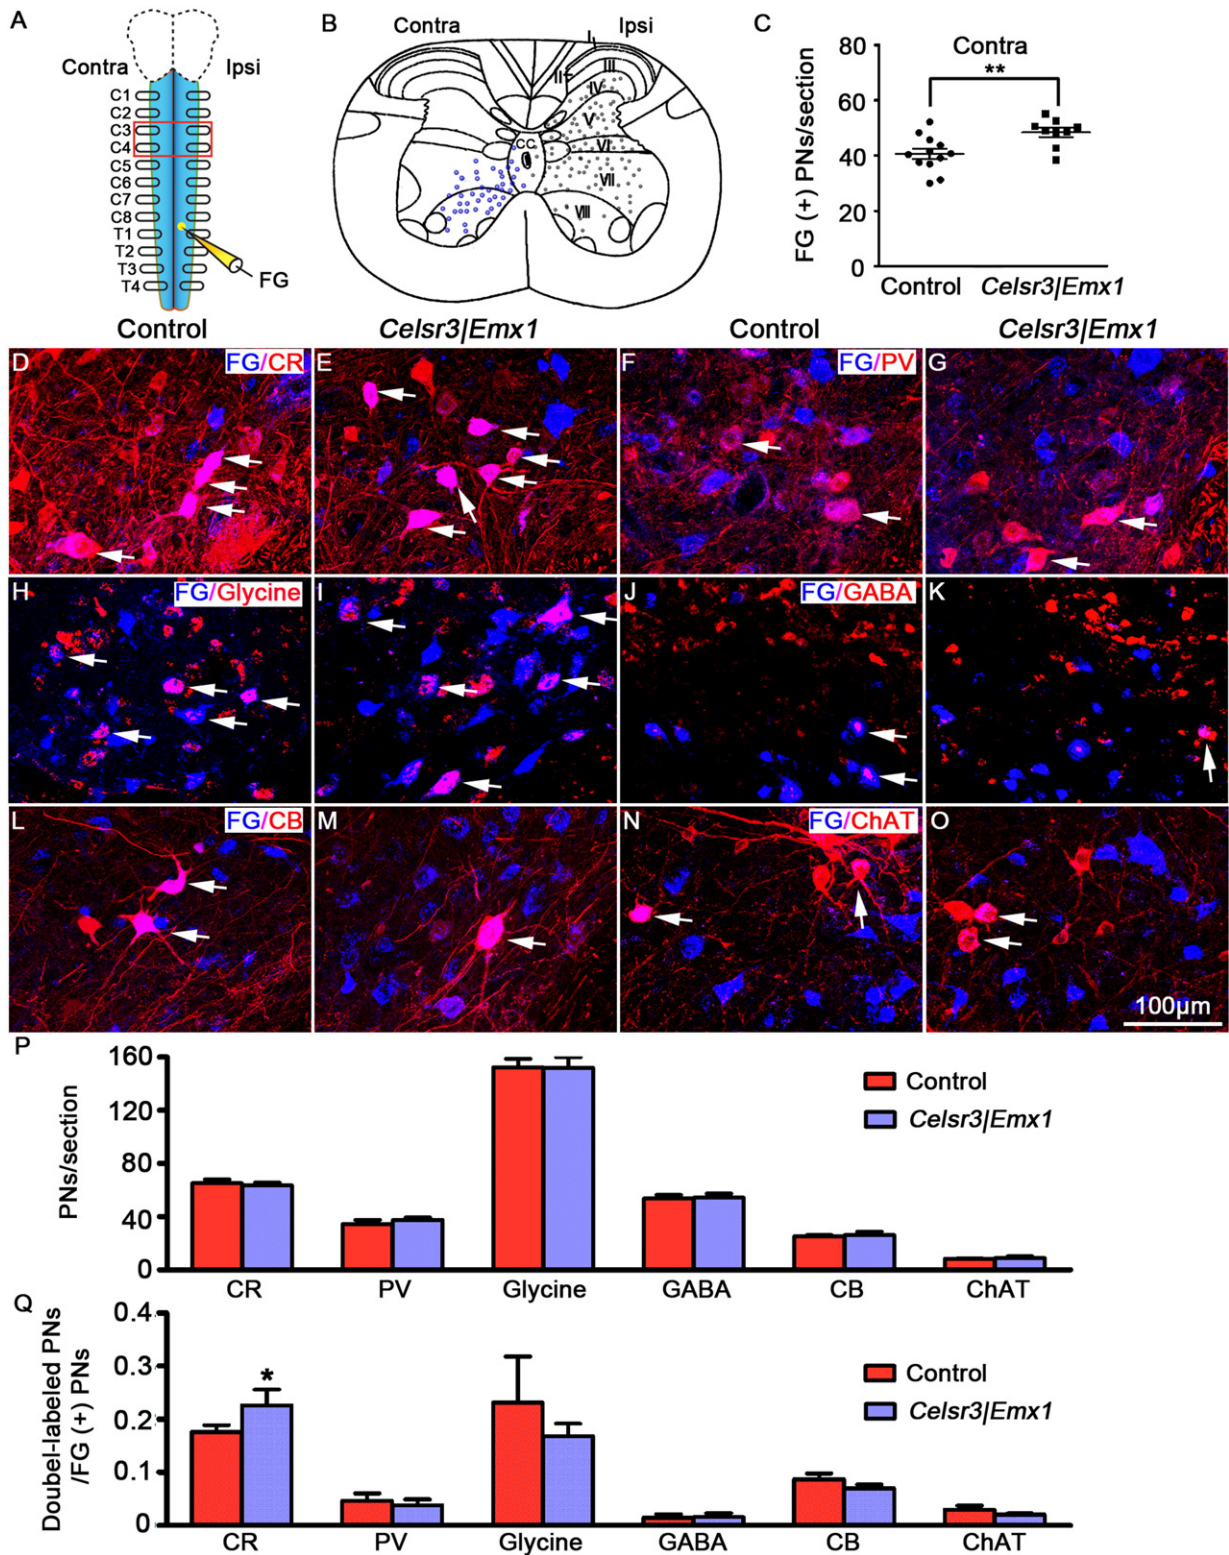 A
Contra
Ipsi
C1
C2
C3
C4
C5
C6
C7
C8
T1
T2
T3
T4
FG
B
Contra
Ipsi
I
II
III
IV
V
VI
VII
VIII
CC
C
Contra
**
FG (+) PNs/section
80
60
40
20
0
Control
Celsr3|Emx1
Control
Celsr3|Emx1
Control
Celsr3|Emx1
D
FG/CR
E
F
FG/PV
G
H
FG/Glycine
I
J
FG/GABA
K
L
FG/CB
M
N
FG/ChAT
O
100μm
P
PNs/section
160
120
80
40
0
Control
Celsr3|Emx1
CR
PV
Glycine
GABA
CB
ChAT
Q
Doubel-labeled PNs
/FG (+) PNs
0.4
0.3
0.2
0.1
0
*
Control
Celsr3|Emx1
CR
PV
Glycine
GABA
CB
ChAT